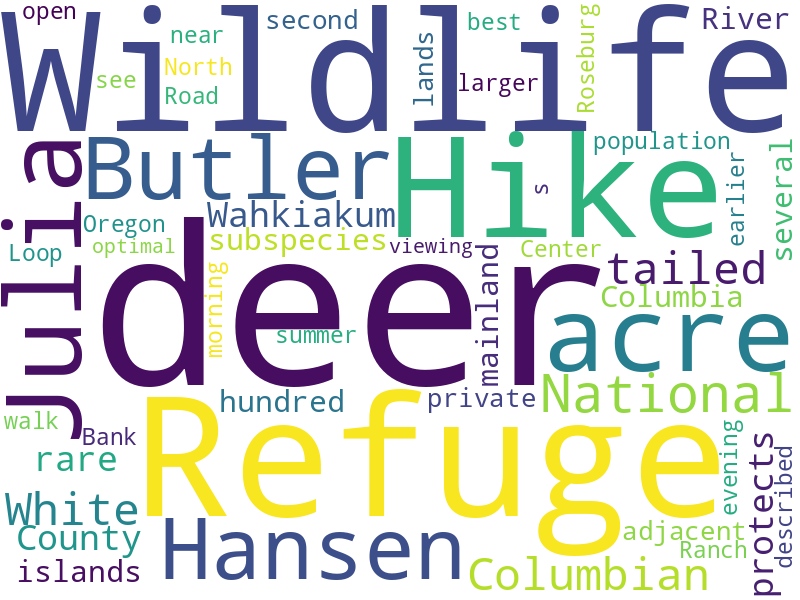 open
Wildlife
near
second
best
River
see
North
Road
lands
larger
Roseburg
Julia
Butler
Hike
population
s
earlier
several
Oregon
Wahkiakum
Loop
optimal
subspecies
viewing
Center
tailed
deer
morning
summer
mainland
Columbia
acre
hundred
private
National
walk
Bank
Refuge
rare
evening
protects
described
White
County
Hansen
adjacent
Ranch
islands
Columbian